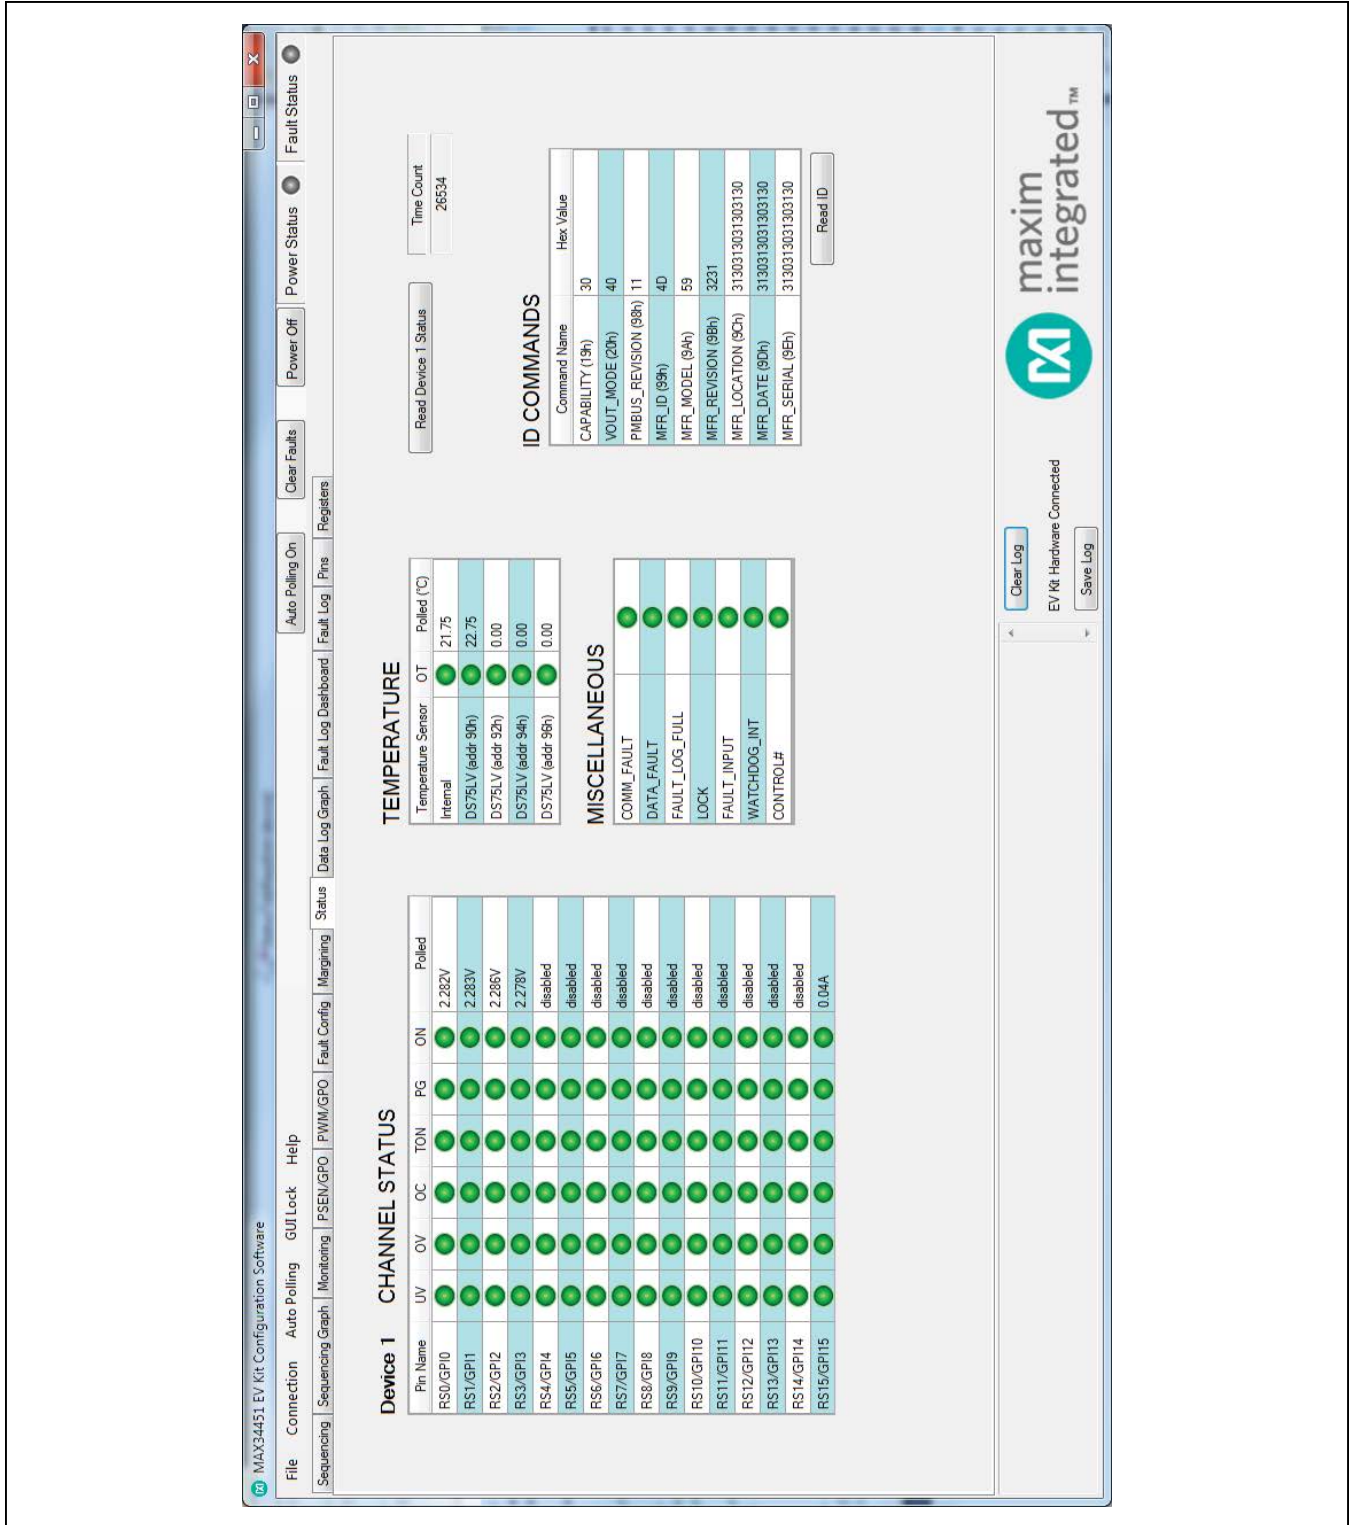 MAX34451 EV Kit Configuration Software
File Connection Auto Polling GUI Lock Help Auto Polling On Clear Faults Power Off Power Status Fault Status
Sequencing Sequencing Graph Monitoring PSEN/GPO PWM/GPO Fault Config Margining Status Data Log Graph Fault Log Dashboard Fault Log Pins Registers
Device 1 CHANNEL STATUS
Pin Name UV OV OC TON PG ON Polled
RS0/GPI0 2.282V
RS1/GPI1 2.283V
RS2/GPI2 2.286V
RS3/GPI3 2.278V
RS4/GPI4 disabled
RS5/GPI5 disabled
RS6/GPI6 disabled
RS7/GPI7 disabled
RS8/GPI8 disabled
RS9/GPI9 disabled
RS10/GPI10 disabled
RS11/GPI11 disabled
RS12/GPI12 disabled
RS13/GPI13 disabled
RS14/GPI14 disabled
RS15/GPI15 0.04A
TEMPERATURE
Temperature Sensor OT Polled (°C)
Internal 21.75
DS75LV (addr 90h) 22.75
DS75LV (addr 92h) 0.00
DS75LV (addr 94h) 0.00
DS75LV (addr 96h) 0.00
MISCELLANEOUS
COMM_FAULT
DATA_FAULT
FAULT_LOG_FULL
LOCK
FAULT_INPUT
WATCHDOG_INT
CONTROL#
Read Device 1 Status
Time Count
26534
ID COMMANDS
Command Name Hex Value
CAPABILITY (19h) 30
VOUT_MODE (20h) 40
PMBUS_REVISION (98h) 11
MFR_ID (99h) 4D
MFR_MODEL (9Ah) 59
MFR_REVISION (9Bh) 3231
MFR_LOCATION (9Ch) 3130313031303130
MFR_DATE (9Dh) 3130313031303130
MFR_SERIAL (9Eh) 3130313031303130
Read ID
Clear Log
EV Kit Hardware Connected
Save Log
maxim
integrated™